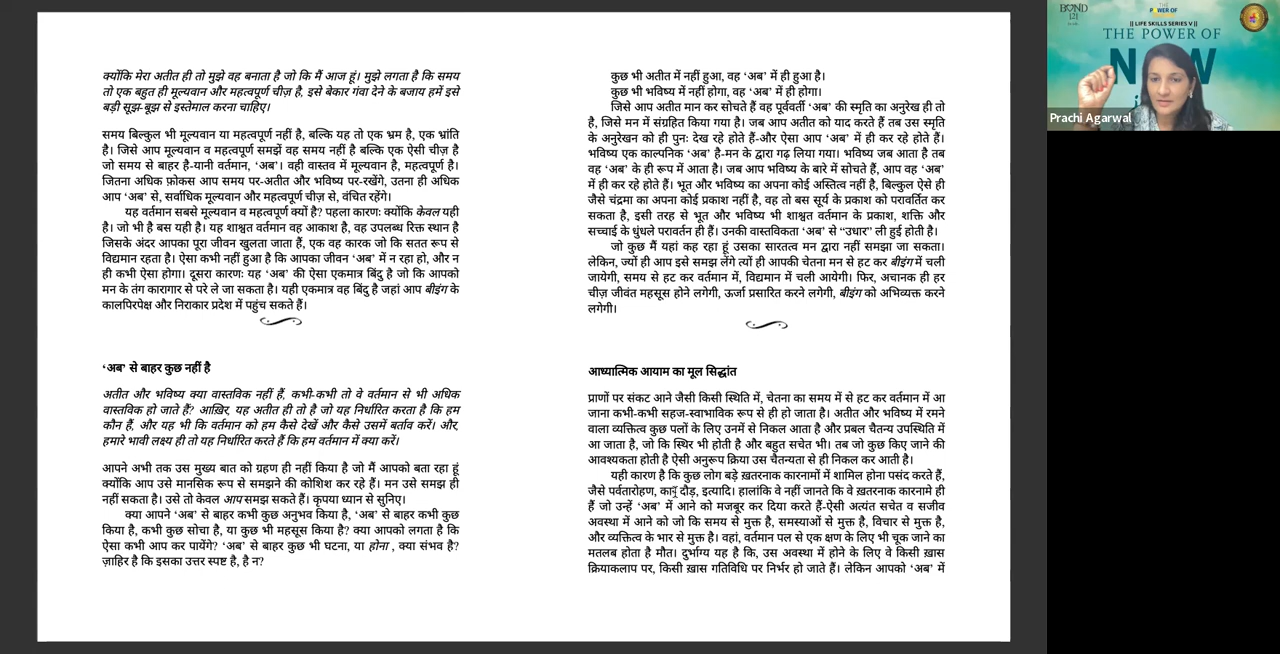 क्योंकि मेरा अतीत ही तो मुझे वह बनाता है जो कि मैं आज हूं। मुझे लगता है कि समय
तो एक बहुत ही मूल्यवान और महत्वपूर्ण चीज़ है, इसे बेकार गंवा देने के बजाय हमें इसे
बड़ी सूझ-बूझ से इस्तेमाल करना चाहिए।
समय बिल्कुल भी मूल्यवान या महत्वपूर्ण नहीं है, बल्कि यह तो एक भ्रम है, एक भ्रांति
है। जिसे आप मूल्यवान व महत्वपूर्ण समझें वह समय नहीं है बल्कि एक ऐसी चीज़ है
जो समय से बाहर है-यानी वर्तमान, ‘अब’। वही वास्तव में मूल्यवान है, महत्वपूर्ण है।
जितना अधिक फ़ोकस आप समय पर-अतीत और भविष्य पर-रखेंगे, उतना ही अधिक
आप ‘अब’ से, सर्वाधिक मूल्यवान और महत्वपूर्ण चीज़ से, वंचित रहेंगे।
यह वर्तमान सबसे मूल्यवान व महत्वपूर्ण क्यों है? पहला कारणः क्योंकि केवल यही
है। जो भी है बस यही है। यह शाश्वत वर्तमान वह आकाश है, वह उपलब्ध रिक्त स्थान है
जिसके अंदर आपका पूरा जीवन खुलता जाता हैं, एक वह कारक जो कि सतत रूप से
विद्यमान रहता है। ऐसा कभी नहीं हुआ है कि आपका जीवन ‘अब’ में न रहा हो, और न
ही कभी ऐसा होगा। दूसरा कारणः यह ‘अब’ की ऐसा एकमात्र बिंदु है जो कि आपको
मन के तंग कारागार से परे ले जा सकता है। यही एकमात्र वह बिंदु है जहां आप बीइंग के
कालपिरपेक्ष और निराकार प्रदेश में पहुंच सकते हैं।
‘अब’ से बाहर कुछ नहीं है
अतीत और भविष्य क्या वास्तविक नहीं हैं, कभी-कभी तो वे वर्तमान से भी अधिक
वास्तविक हो जाते हैं? आख़िर, यह अतीत ही तो है जो यह निर्धारित करता है कि हम
कौन हैं, और यह भी कि वर्तमान को हम कैसे देखें और कैसे उसमें बर्ताव करें। और,
हमारे भावी लक्ष्य ही तो यह निर्धारित करते हैं कि हम वर्तमान में क्या करें।
आपने अभी तक उस मुख्य बात को ग्रहण ही नहीं किया है जो मैं आपको बता रहा हूं
क्योंकि आप उसे मानसिक रूप से समझने की कोशिश कर रहे हैं। मन उसे समझ ही
नहीं सकता है। उसे तो केवल आप समझ सकते हैं। कृपया ध्यान से सुनिए।
क्या आपने ‘अब’ से बाहर कभी कुछ अनुभव किया है, ‘अब’ से बाहर कभी कुछ
किया है, कभी कुछ सोचा है, या कुछ भी महसूस किया है? क्या आपको लगता है कि
ऐसा कभी आप कर पायेंगे? ‘अब’ से बाहर कुछ भी घटना, या होना , क्या संभव है?
ज़ाहिर है कि इसका उत्तर स्पष्ट है, है न?
कुछ भी अतीत में नहीं हुआ, वह ‘अब’ में ही हुआ है।
कुछ भी भविष्य में नहीं होगा, वह ‘अब’ में ही होगा।
जिसे आप अतीत मान कर सोचते हैं वह पूर्ववर्ती ‘अब’ की स्मृति का अनुरेख ही तो
है, जिसे मन में संग्रहित किया गया है। जब आप अतीत को याद करते हैं तब उस स्मृति
के अनुरेखन को ही पुनः देख रहे होते हैं-और ऐसा आप ‘अब’ में ही कर रहे होते हैं।
भविष्य एक काल्पनिक ‘अब’ है-मन के द्वारा गढ़ लिया गया। भविष्य जब आता है तब
वह ‘अब’ के ही रूप में आता है। जब आप भविष्य के बारे में सोचते हैं, आप वह ‘अब’
में ही कर रहे होते हैं। भूत और भविष्य का अपना कोई अस्तित्व नहीं है, बिल्कुल ऐसे ही
जैसे चंद्रमा का अपना कोई प्रकाश नहीं है, वह तो बस सूर्य के प्रकाश को परावर्तित कर
सकता है, इसी तरह से भूत और भविष्य भी शाश्वत वर्तमान के प्रकाश, शक्ति और
सच्चाई के धुंधले परावर्तन ही हैं। उनकी वास्तविकता ‘अब’ से “उधार” ली हुई होती है।
जो कुछ मैं यहां कह रहा हूं उसका सारतत्व मन द्वारा नहीं समझा जा सकता।
लेकिन, ज्यों ही आप इसे समझ लेंगे त्यों ही आपकी चेतना मन से हट कर बीइंग में चली
जायेगी, समय से हट कर वर्तमान में, विद्यमान में चली आयेगी। फिर, अचानक ही हर
चीज़ जीवंत महसूस होने लगेगी, ऊर्जा प्रसारित करने लगेगी, बीइंग को अभिव्यक्त करने
लगेगी।
आध्यात्मिक आयाम का मूल सिद्धांत
प्राणों पर संकट आने जैसी किसी स्थिति में, चेतना का समय में से हट कर वर्तमान में आ
जाना कभी-कभी सहज-स्वाभाविक रूप से ही हो जाता है। अतीत और भविष्य में रमने
वाला व्यक्तित्व कुछ पलों के लिए उनमें से निकल आता है और प्रबल चैतन्य उपस्थिति में
आ जाता है, जो कि स्थिर भी होती है और बहुत सचेत भी। तब जो कुछ किए जाने की
आवश्यकता होती है ऐसी अनुरूप क्रिया उस चैतन्यता से ही निकल कर आती है।
यही कारण है कि कुछ लोग बड़े ख़तरनाक कारनामों में शामिल होना पसंद करते हैं,
जैसे पर्वतारोहण, दौड़, इत्यादि। हालांकि वे नहीं जानते कि वे ख़तरनाक कारनामे ही
हैं जो उन्हें ‘अब’ में आने को मजबूर कर दिया करते हैं-ऐसी अत्यंत सचेत व सजीव
अवस्था में आने को जो कि समय से मुक्त है, समस्याओं से मुक्त है, विचार से मुक्त है,
और व्यक्तित्व के भार से मुक्त है। वहां, वर्तमान पल से एक क्षण के लिए भी चूक जाने का
मतलब होता है मौत। दुर्भाग्य यह है कि, उस अवस्था में होने के लिए वे किसी ख़ास
क्रियाकलाप पर, किसी ख़ास गतिविधि पर निर्भर हो जाते हैं। लेकिन आपको ‘अब’ में
POWER OF
|| LIFE SKILLS SERIES V ||
THE POWER OF
Prachi Agarwal